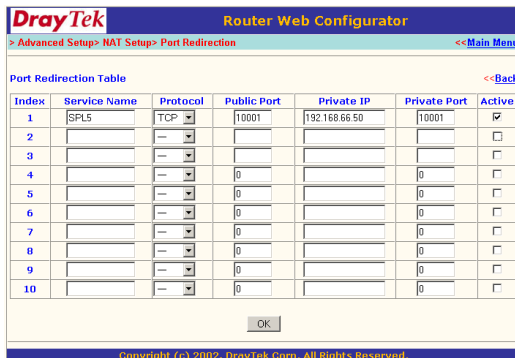 DrayTek Router Web Configurator
> Advanced Setup> NAT Setup> Port Redirection <<Main Menu
Port Redirection Table <<Back
Index Service Name Protocol Public Port Private IP Private Port Active
1 SPL5 TCP 10001 192.168.66.50 10001
2 ---
3 ---
4 --- 0 0
5 --- 0 0
6 --- 0 0
7 --- 0 0
8 --- 0 0
9 --- 0 0
10 --- 0 0
OK
Copyright (c) 2002, DrayTek Corp. All Rights Reserved.